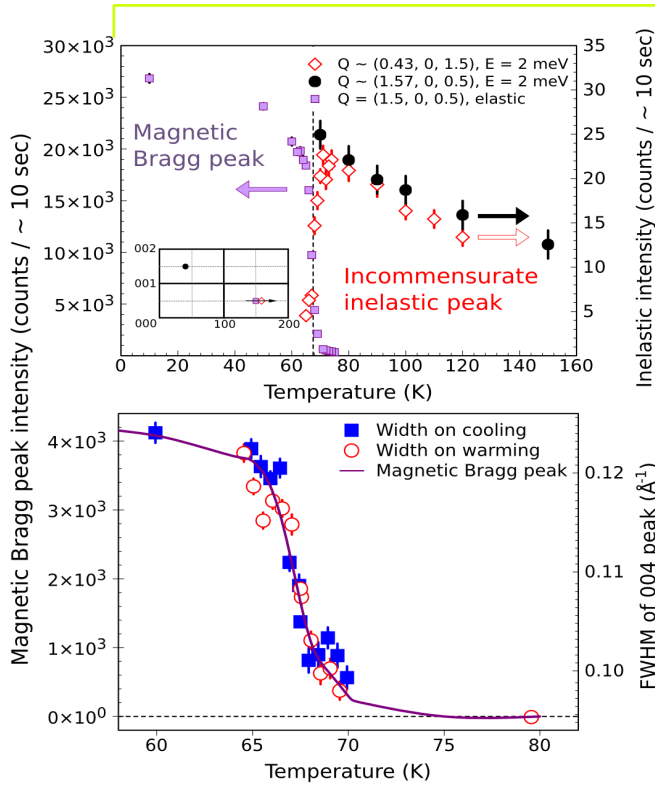 30×10³
25×10³
20×10³
15×10³
10×10³
5×10³
35
30
25
20
15
10
5
0
Q ~ (0.43, 0, 1.5), E = 2 meV
Q ~ (1.57, 0, 0.5), E = 2 meV
Q = (1.5, 0, 0.5), elastic
Magnetic
Bragg peak
Incommensurate
inelastic peak
002
001
000
100
200
0 20 40 60 80 100 120 140 160
Temperature (K)
Inelastic intensity (counts / ~ 10 sec)
Magnetic Bragg peak intensity (counts / ~ 10 sec)
Width on cooling
Width on warming
Magnetic Bragg peak
4×10³
3×10³
2×10³
1×10³
0×10⁰
0.12
0.11
0.10
FWHM of 004 peak (Å⁻¹)
60 65 70 75 80
Temperature (K)